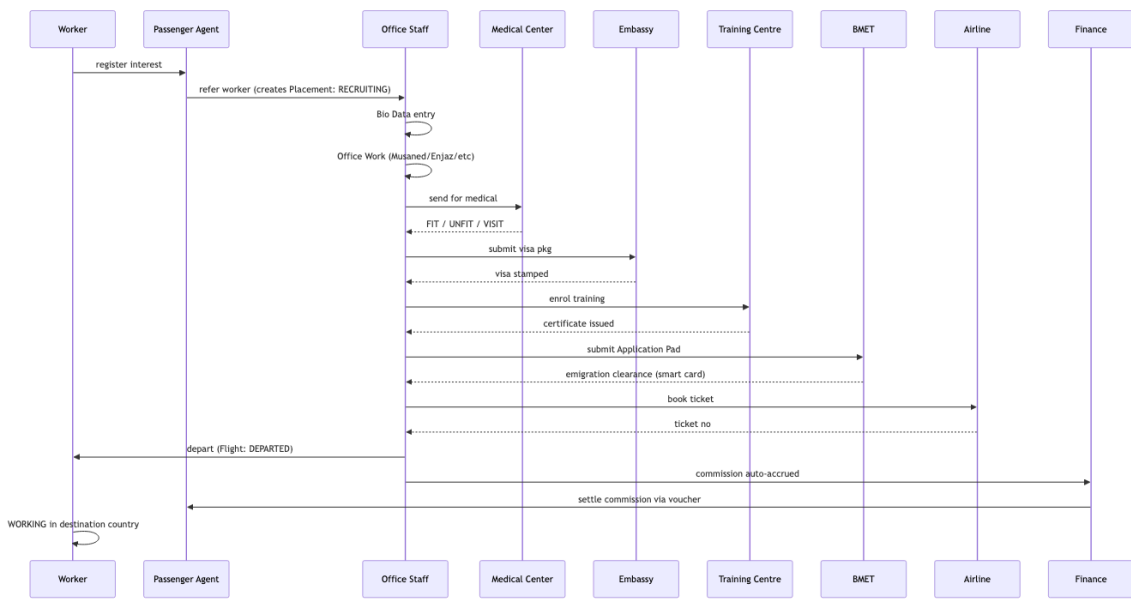 Worker
Passenger Agent
Office Staff
Medical Center
Embassy
Training Centre
BMET
Airline
Finance
register interest
refer worker (creates Placement: RECRUITING)
Bio Data entry
Office Work (Musaned/Enjaz/etc)
send for medical
FIT / UNFIT / VISIT
submit visa pkg
visa stamped
enrol training
certificate issued
submit Application Pad
emigration clearance (smart card)
book ticket
ticket no
depart (Flight: DEPARTED)
commission auto-accrued
settle commission via voucher
WORKING in destination country
Worker
Passenger Agent
Office Staff
Medical Center
Embassy
Training Centre
BMET
Airline
Finance